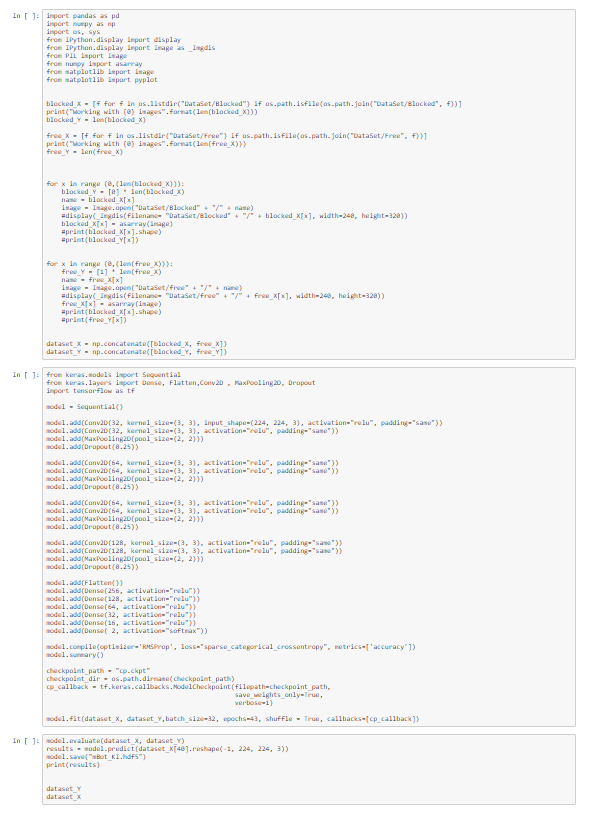 In [ ]:
import pandas as pd
import numpy as np
import os, sys
from IPython.display import display
from IPython.display import Image as _Imgdis
from PIL import Image
from numpy import asarray
from matplotlib import image
from matplotlib import pyplot
blocked_X = [f for f in os.listdir("DataSet/Blocked") if os.path.isfile(os.path.join("DataSet/Blocked", f))]
print("Working with {0} images".format(len(blocked_X)))
blocked_Y = len(blocked_X)
free_X = [f for f in os.listdir("DataSet/Free") if os.path.isfile(os.path.join("DataSet/Free", f))]
print("Working with {0} images".format(len(free_X)))
free_Y = len(free_X)
for x in range (0,(len(blocked_X))):
    blocked_Y = [0] * len(blocked_X)
    name = blocked_X[x]
    image = Image.open("DataSet/Blocked" + "/" + name)
    #display(_Imgdis(filename= "DataSet/Blocked" + "/" + blocked_X[x], width=240, height=320))
    blocked_X[x] = asarray(image)
    #print(blocked_X[x].shape)
    #print(blocked_Y[x])
for x in range (0,(len(free_X))):
    free_Y = [1] * len(free_X)
    name = free_X[x]
    image = Image.open("DataSet/free" + "/" + name)
    #display(_Imgdis(filename= "DataSet/free" + "/" + free_X[x], width=240, height=320))
    free_X[x] = asarray(image)
    #print(blocked_X[x].shape)
    #print(free_Y[x])
dataset_X = np.concatenate([blocked_X, free_X])
dataset_Y = np.concatenate([blocked_Y, free_Y])
In [ ]:
from keras.models import Sequential
from keras.layers import Dense, Flatten,Conv2D , MaxPooling2D, Dropout
import tensorflow as tf
model = Sequential()
model.add(Conv2D(32, kernel_size=(3, 3), input_shape=(224, 224, 3), activation="relu", padding="same"))
model.add(Conv2D(32, kernel_size=(3, 3), activation="relu", padding="same"))
model.add(MaxPooling2D(pool_size=(2, 2)))
model.add(Dropout(0.25))
model.add(Conv2D(64, kernel_size=(3, 3), activation="relu", padding="same"))
model.add(Conv2D(64, kernel_size=(3, 3), activation="relu", padding="same"))
model.add(MaxPooling2D(pool_size=(2, 2)))
model.add(Dropout(0.25))
model.add(Conv2D(64, kernel_size=(3, 3), activation="relu", padding="same"))
model.add(Conv2D(64, kernel_size=(3, 3), activation="relu", padding="same"))
model.add(MaxPooling2D(pool_size=(2, 2)))
model.add(Dropout(0.25))
model.add(Conv2D(128, kernel_size=(3, 3), activation="relu", padding="same"))
model.add(Conv2D(128, kernel_size=(3, 3), activation="relu", padding="same"))
model.add(MaxPooling2D(pool_size=(2, 2)))
model.add(Dropout(0.25))
model.add(Flatten())
model.add(Dense(256, activation="relu"))
model.add(Dense(128, activation="relu"))
model.add(Dense(64, activation="relu"))
model.add(Dense(32, activation="relu"))
model.add(Dense(16, activation="relu"))
model.add(Dense( 2, activation="softmax"))
model.compile(optimizer='RMSProp', loss="sparse_categorical_crossentropy", metrics=['accuracy'])
model.summary()
checkpoint_path = "cp.ckpt"
checkpoint_dir = os.path.dirname(checkpoint_path)
cp_callback = tf.keras.callbacks.ModelCheckpoint(filepath=checkpoint_path,
                                                 save_weights_only=True,
                                                 verbose=1)
model.fit(dataset_X, dataset_Y,batch_size=32, epochs=43, shuffle = True, callbacks=[cp_callback])
In [ ]:
model.evaluate(dataset_X, dataset_Y)
results = model.predict(dataset_X[40].reshape(-1, 224, 224, 3))
model.save("mBot_KI.hdf5")
print(results)
dataset_Y
dataset_X